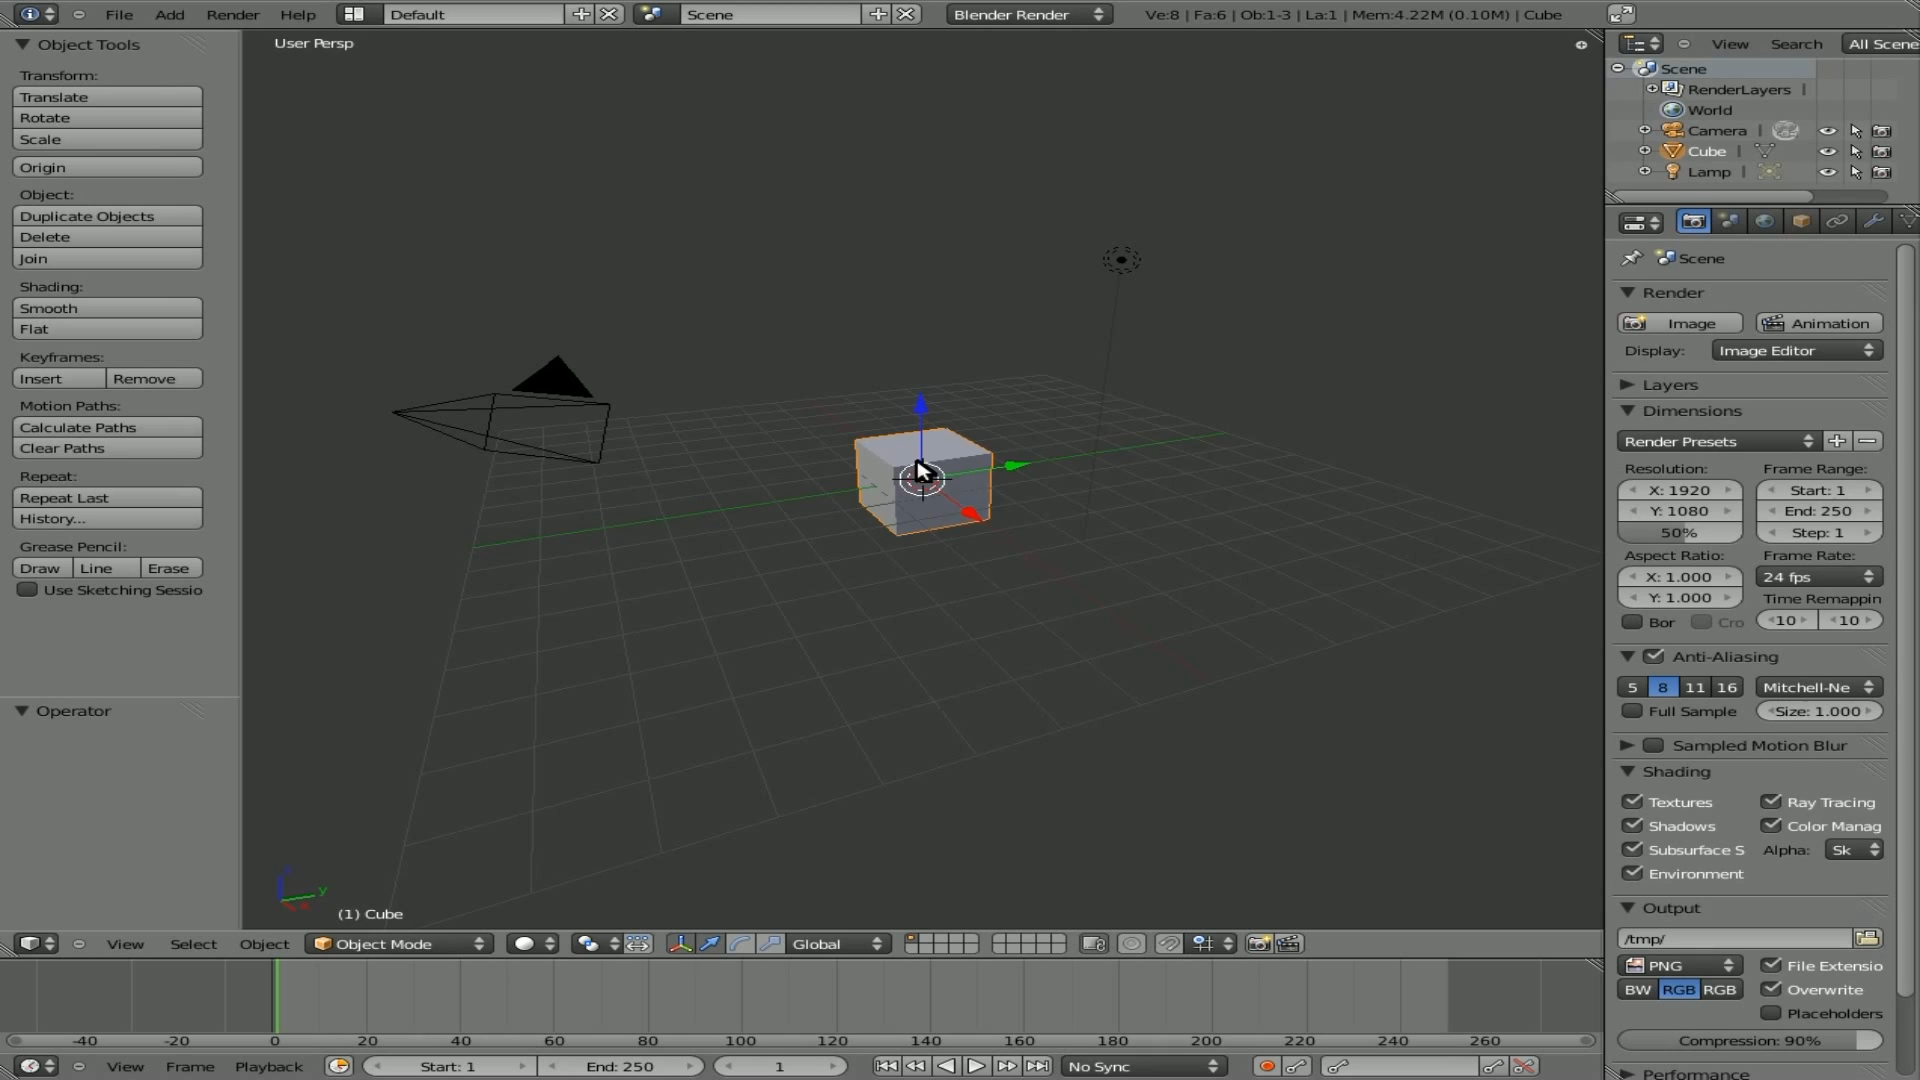 File Add Render Help Default Scene Blender Render Ve:8 | Fa:6 | Ob:1-3 | La:1 | Mem:4.22M (0.10M) | Cube
Object Tools
Transform:
Translate
Rotate
Scale
Origin
Object:
Duplicate Objects
Delete
Join
Shading:
Smooth
Flat
Keyframes:
Insert Remove
Motion Paths:
Calculate Paths
Clear Paths
Repeat:
Repeat Last
History...
Grease Pencil:
Draw Line Erase
Use Sketching Sessio
Operator
User Persp
y
(1) Cube
View Select Object Object Mode Global
-40 -20 0 20 40 60 80 100 120 140 160 180 200 220 240 260
View Frame Playback Start: 1 End: 250 1 No Sync
View Search All Scene
Scene
RenderLayers
World
Camera
Cube
Lamp
Scene
Render
Image Animation
Display: Image Editor
Layers
Dimensions
Render Presets
Resolution: Frame Range:
X: 1920 Start: 1
Y: 1080 End: 250
50% Step: 1
Aspect Ratio: Frame Rate:
X: 1.000 24 fps
Y: 1.000 Time Remappin
Bor Cro 10 10
Anti-Aliasing
5 8 11 16 Mitchell-Ne
Full Sample Size: 1.000
Sampled Motion Blur
Shading
Textures Ray Tracing
Shadows Color Manag
Subsurface S Alpha: Sk
Environment
Output
/tmp/
PNG File Extensio
BW RGB RGB Overwrite
Placeholders
Compression: 90%
Performance